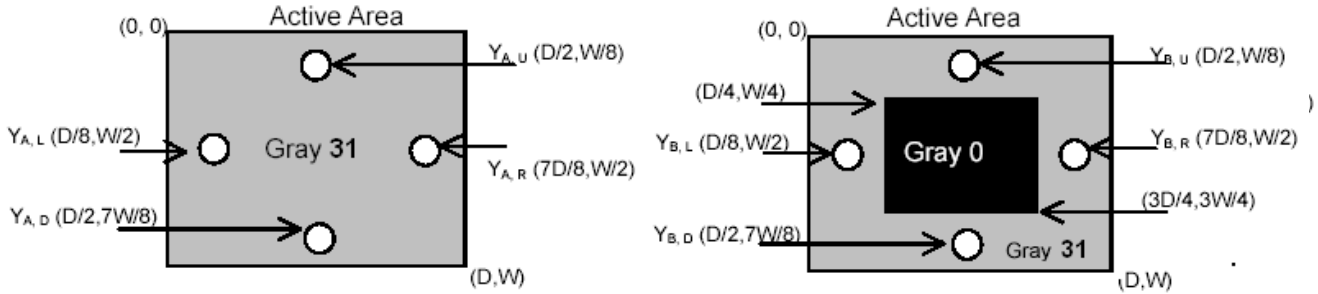 Active Area
(0, 0)
YA, U (D/2,W/8)
YA, L (D/8,W/2)
Gray 31
YA, R (7D/8,W/2)
YA, D (D/2,7W/8)
(D,W)
Active Area
(0, 0)
YB, U (D/2,W/8)
(D/4,W/4)
)
YB, L (D/8,W/2)
Gray 0
YB, R (7D/8,W/2)
(3D/4,3W/4)
YB, D (D/2,7W/8)
Gray 31
(D,W)